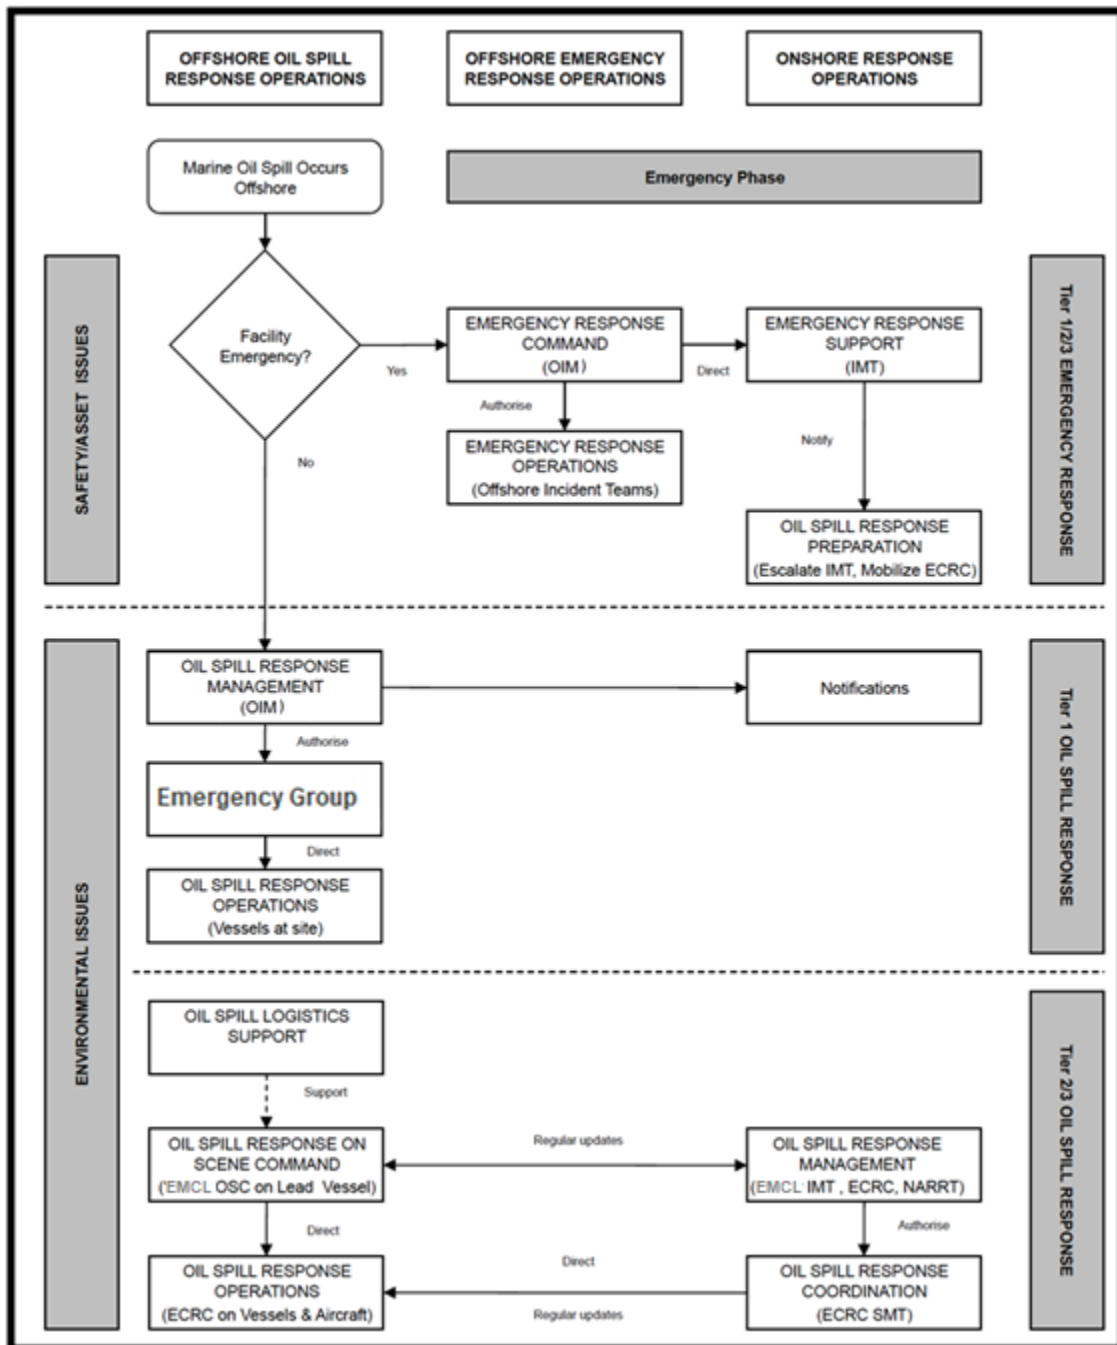 OFFSHORE OIL SPILL
RESPONSE OPERATIONS
OFFSHORE EMERGENCY
RESPONSE OPERATIONS
ONSHORE RESPONSE
OPERATIONS
Marine Oil Spill Occurs
Offshore
Emergency Phase
SAFETY/ASSET ISSUES
Facility
Emergency?
Yes
No
EMERGENCY RESPONSE
COMMAND
(OIM)
Direct
EMERGENCY RESPONSE
SUPPORT
(IMT)
Authorise
EMERGENCY RESPONSE
OPERATIONS
(Offshore Incident Teams)
Notify
OIL SPILL RESPONSE
PREPARATION
(Escalate IMT, Mobilize ECRC)
Tier 1/2/3 EMERGENCY RESPONSE
ENVIRONMENTAL ISSUES
OIL SPILL RESPONSE
MANAGEMENT
(OIM)
Notifications
Authorise
Emergency Group
Direct
OIL SPILL RESPONSE
OPERATIONS
(Vessels at site)
Tier 1 OIL SPILL RESPONSE
OIL SPILL LOGISTICS
SUPPORT
Support
OIL SPILL RESPONSE ON
SCENE COMMAND
('EMCL OSC on Lead Vessel)
Regular updates
OIL SPILL RESPONSE
MANAGEMENT
(EMCL' IMT , ECRC, NARRT)
Direct
Authorise
OIL SPILL RESPONSE
OPERATIONS
(ECRC on Vessels & Aircraft)
Direct
Regular updates
OIL SPILL RESPONSE
COORDINATION
(ECRC SMT)
Tier 2/3 OIL SPILL RESPONSE